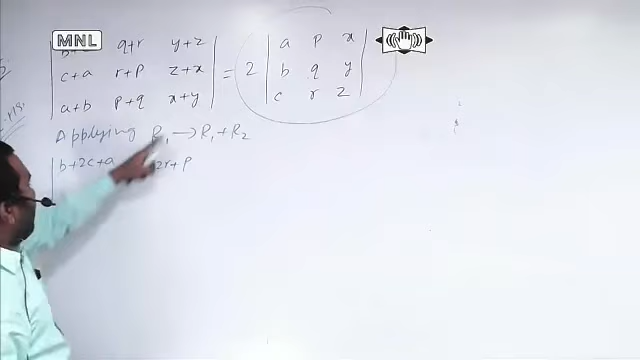 MNL
q+r y+z
c+a r+p z+x = 2
a+b p+q x+y
a p x
b q y
c r z
Applying R₁ → R₁ + R₂
b+2c+a 2r+p